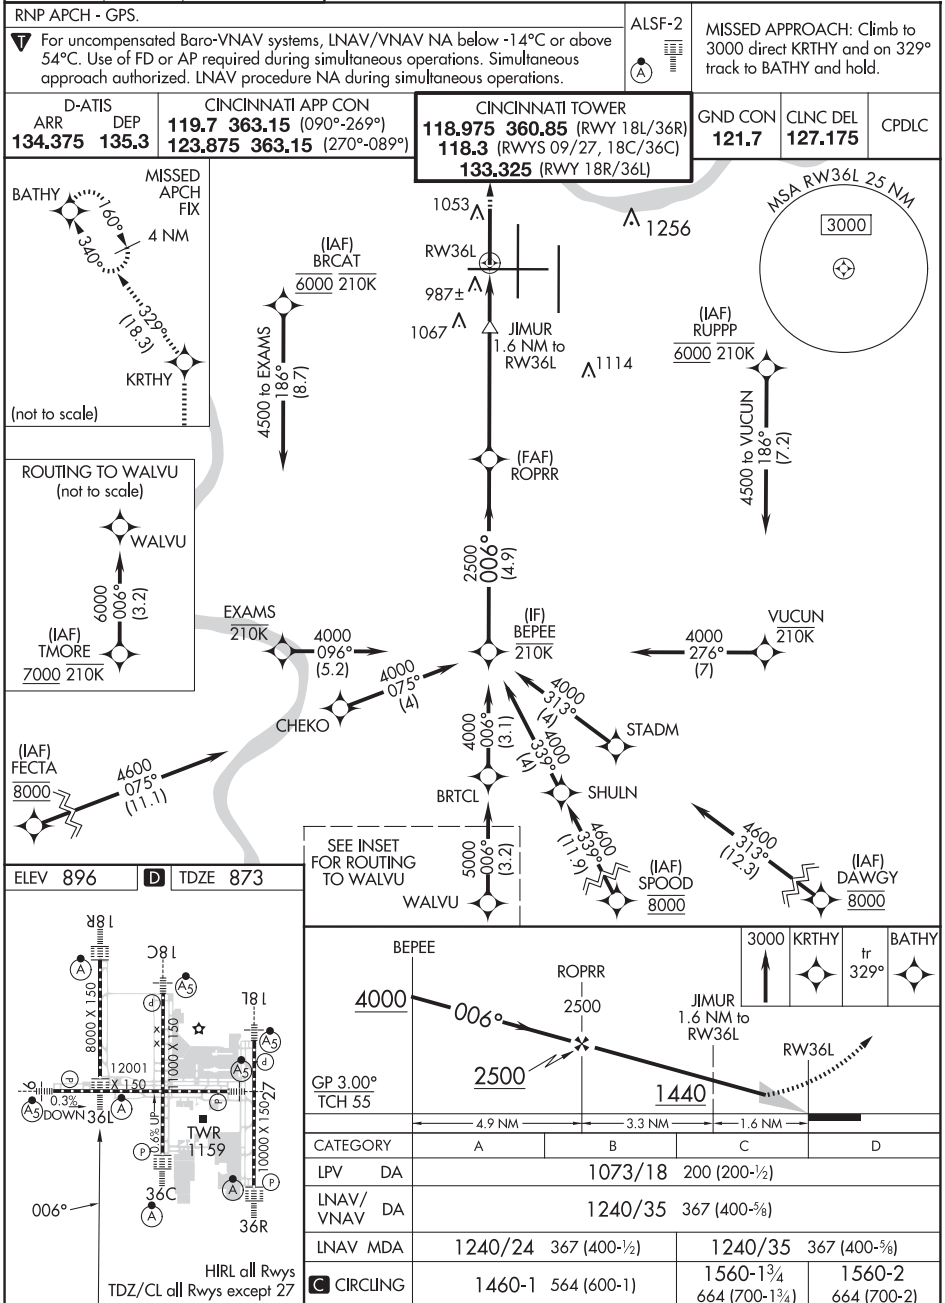 RNP APCH - GPS.
T For uncompensated Baro-VNAV systems, LNAV/VNAV NA below -14°C or above
54°C. Use of FD or AP required during simultaneous operations. Simultaneous
approach authorized. LNAV procedure NA during simultaneous operations.
ALSF-2
A
MISSED APPROACH: Climb to
3000 direct KRTHY and on 329°
track to BATHY and hold.
D-ATIS
ARR DEP
134.375 135.3
CINCINNATI APP CON
119.7 363.15 (090°-269°)
123.875 363.15 (270°-089°)
CINCINNATI TOWER
118.975 360.85 (RWY 18L/36R)
118.3 (RWYS 09/27, 18C/36C)
133.325 (RWY 18R/36L)
GND CON
121.7
CLNC DEL
127.175
CPDLC
MISSED
APCH
FIX
BATHY
160°
340°
4 NM
329°
(18.3)
KRTHY
(not to scale)
(IAF)
BRCAT
6000 210K
4500 to EXAMS
186°
(8.7)
1053
RW36L
987±
1067
JIMUR
1.6 NM to
RW36L
1256
1114
MSA RW36L 25 NM
3000
(IAF)
RUPPP
6000 210K
4500 to VUCUN
186°
(7.2)
(FAF)
ROPRR
2500
006°
(4.9)
ROUTING TO WALVU
(not to scale)
WALVU
6000
006°
(3.2)
(IAF)
TMORE
7000 210K
EXAMS
210K
4000
096°
(5.2)
(IF)
BEPEE
210K
VUCUN
210K
4000
276°
(7)
CHEKO
4000
075°
(4)
(IAF)
FECTA
8000
4600
075°
(11.1)
4000
006°
(3.1)
BRTCL
4000
313°
(4)
STADM
4000
339°
(4)
SHULN
4600
339°
(11.9)
(IAF)
SPOOD
8000
4600
313°
(12.3)
(IAF)
DAWGY
8000
SEE INSET
FOR ROUTING
TO WALVU
5000
006°
(3.2)
WALVU
ELEV 896 D TDZE 873
18R
18C
18L
A
A5
P
8000 X 150
11000 X 150
12001
X 150
A5
P
A5
9
P
27
A5
0.3%
DOWN
36L
A
P
0.6% UP
TWR
1159
10000 X 150
P
36C
A
A
P
36R
006°
HIRL all Rwys
TDZ/CL all Rwys except 27
BEPEE
4000
006°
ROPRR
2500
2500
JIMUR
1.6 NM to
RW36L
1440
RW36L
3000
KRTHY
tr
329°
BATHY
GP 3.00°
TCH 55
4.9 NM 3.3 NM 1.6 NM
CATEGORY A B C D
LPV DA 1073/18 200 (200-½)
LNAV/
VNAV DA 1240/35 367 (400-⅝)
LNAV MDA 1240/24 367 (400-½) 1240/35 367 (400-⅝)
C CIRCLING 1460-1 564 (600-1)
1560-1¾
664 (700-1¾)
1560-2
664 (700-2)